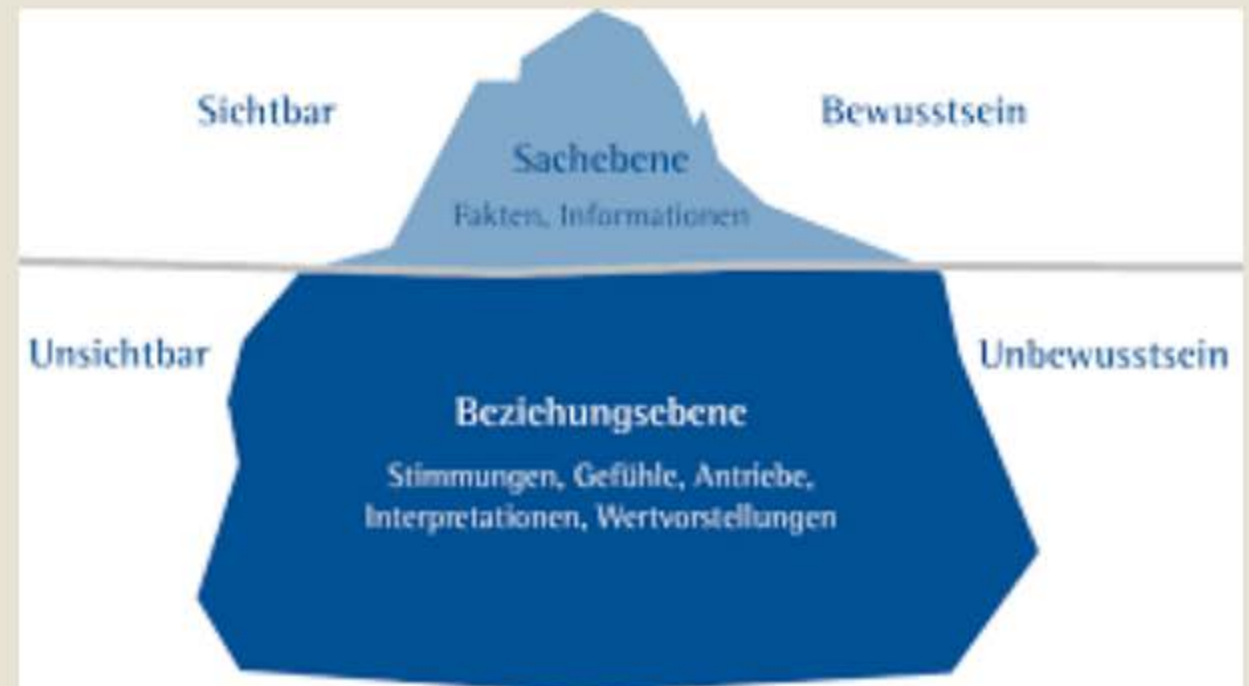 Sichtbar
Bewusstsein
Sachebene
Fakten, Informationen
Unsichtbar
Unbewusstsein
Beziehungsebene
Stimmungen, Gefühle, Antriebe,
Interpretationen, Wertvorstellungen